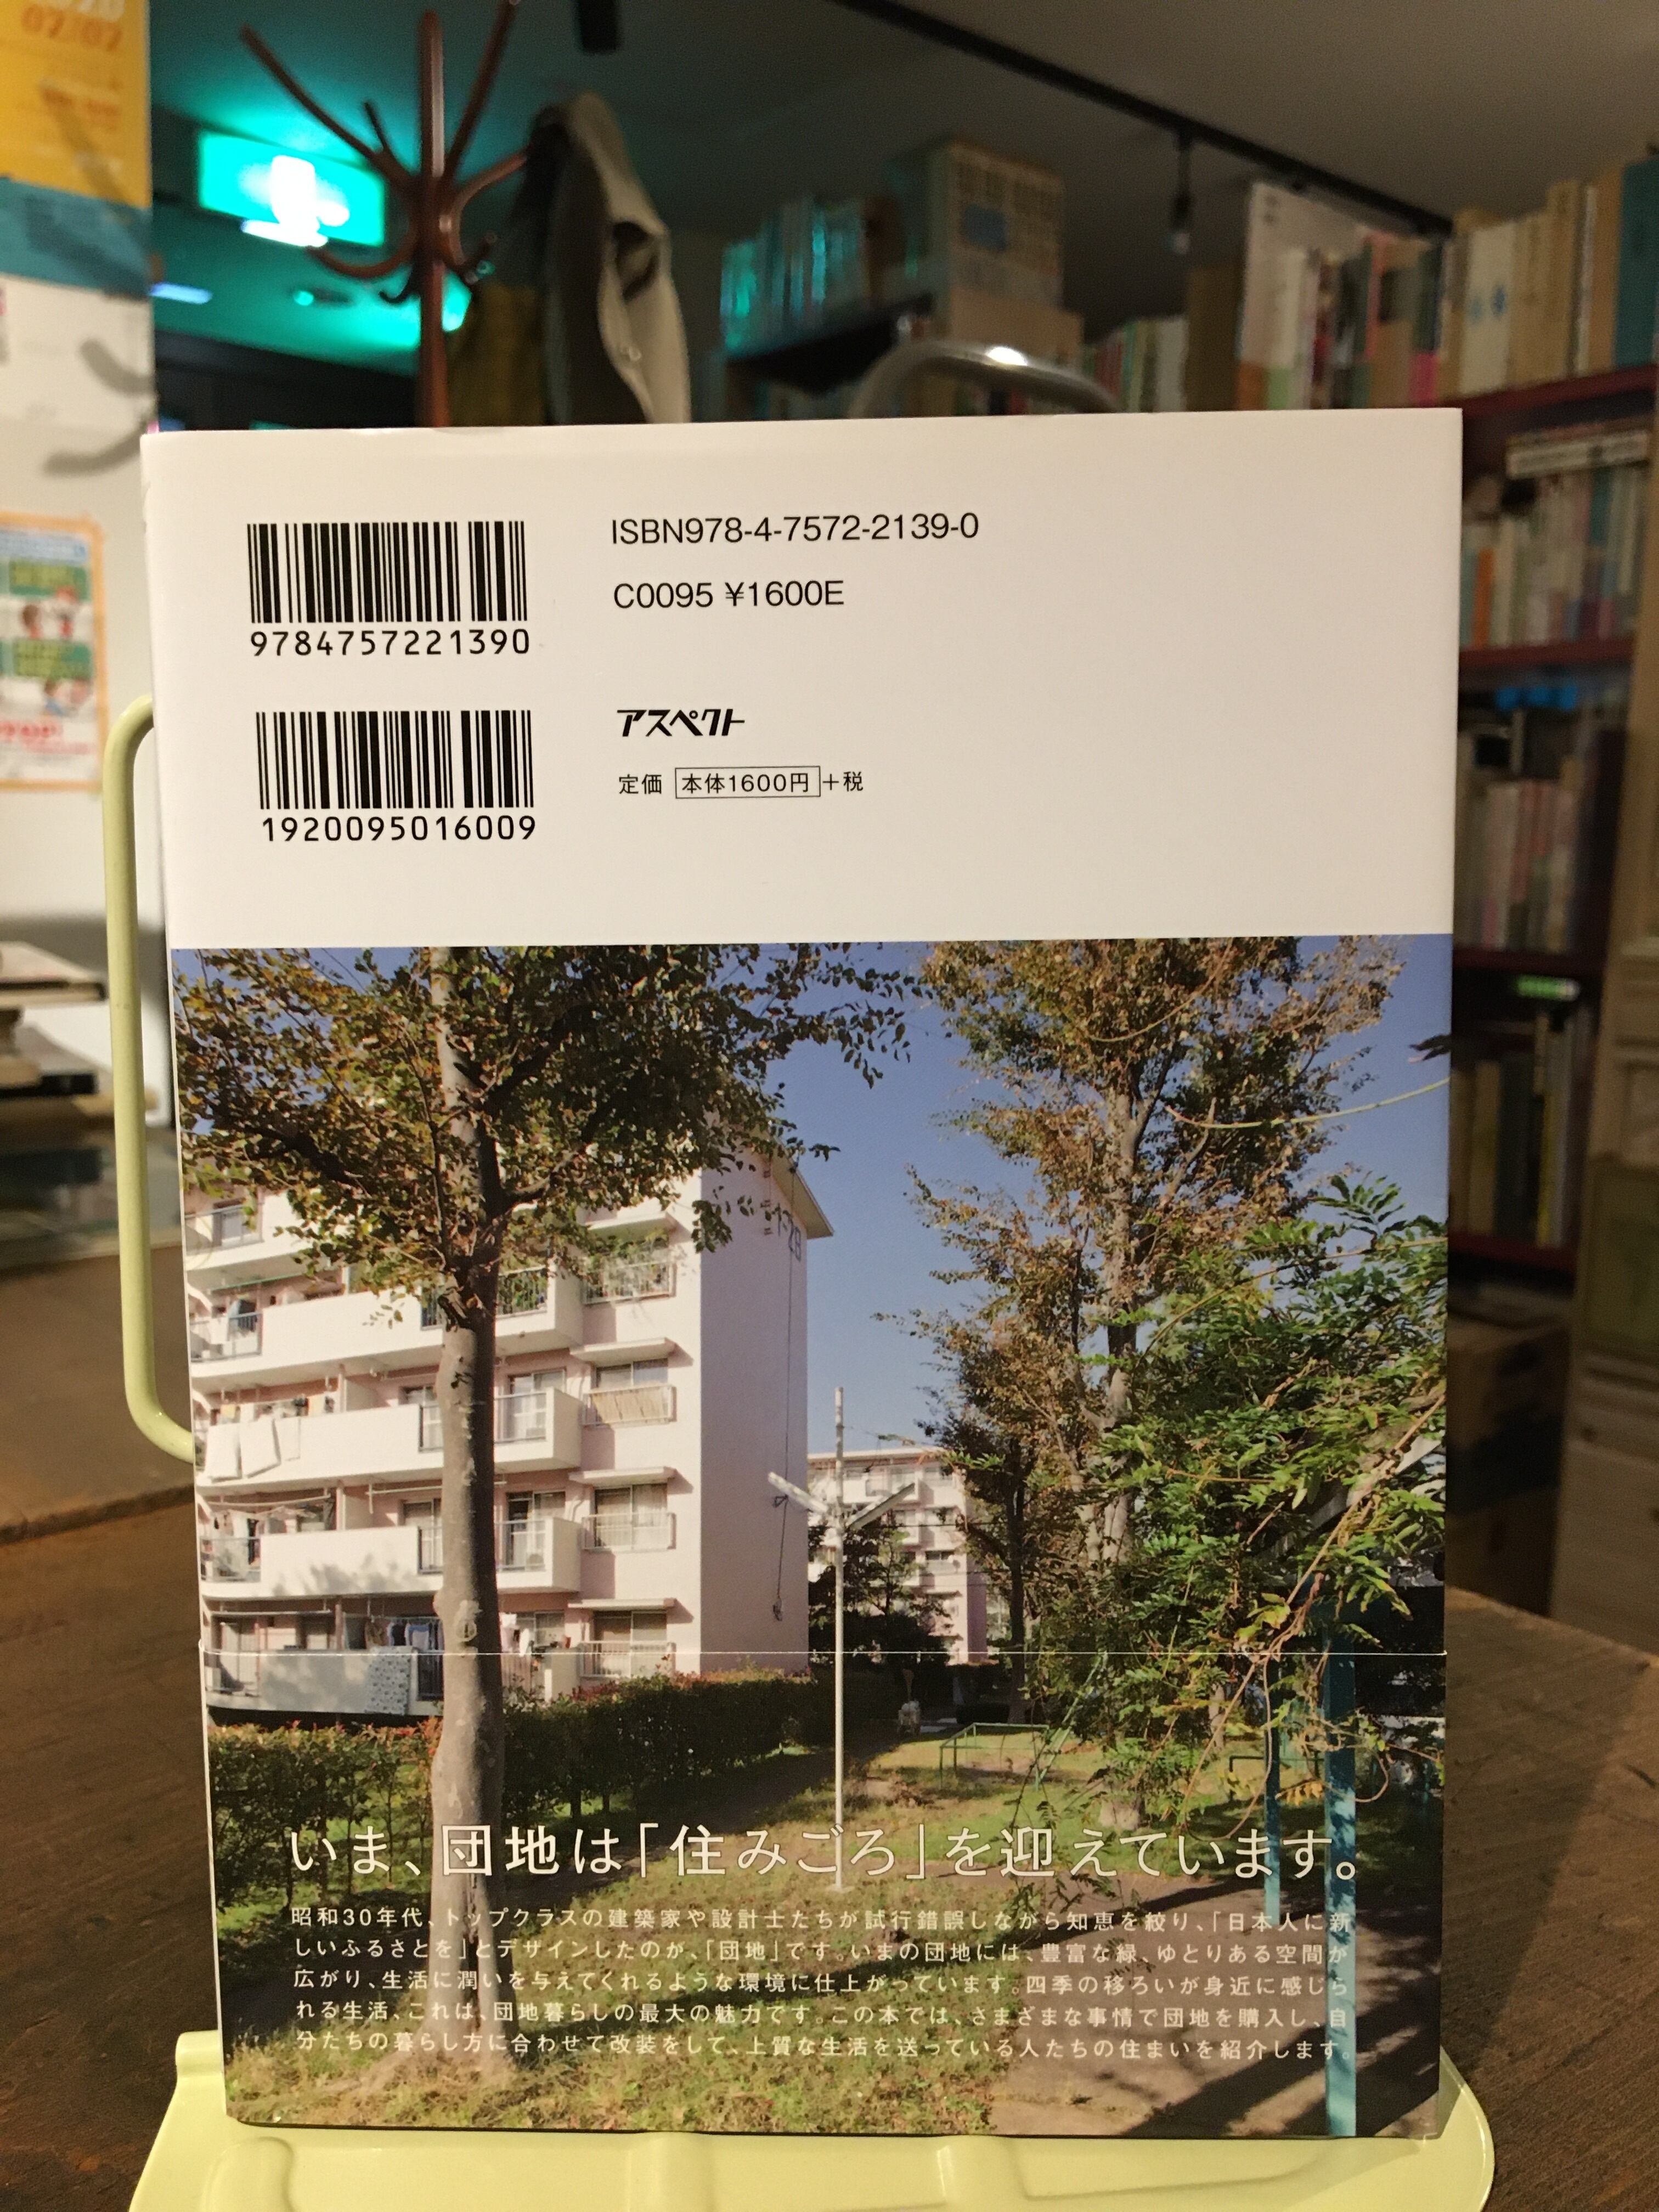 ISBN978-4-7572-2139-0
C0095 ¥1600E
9784757221390
アスペクト
定価 本体1600円+税
1920095016009
いま、団地は「住みごろ」を迎えています。
昭和30年代、トップクラスの建築家や設計士たちが試行錯誤しながら知恵を絞り、「日本人に新
しいふるさとを」とデザインしたのが、「団地」です。いまの団地には、豊富な緑、ゆとりある空間が
広がり、生活に潤いを与えてくれるような環境に仕上がっています。四季の移ろいが身近に感じら
れる生活、これは、団地暮らしの最大の魅力です。この本では、さまざまな事情で団地を購入し、自
分たちの暮らし方に合わせて改装をして、上質な生活を送っている人たちの住まいを紹介します。